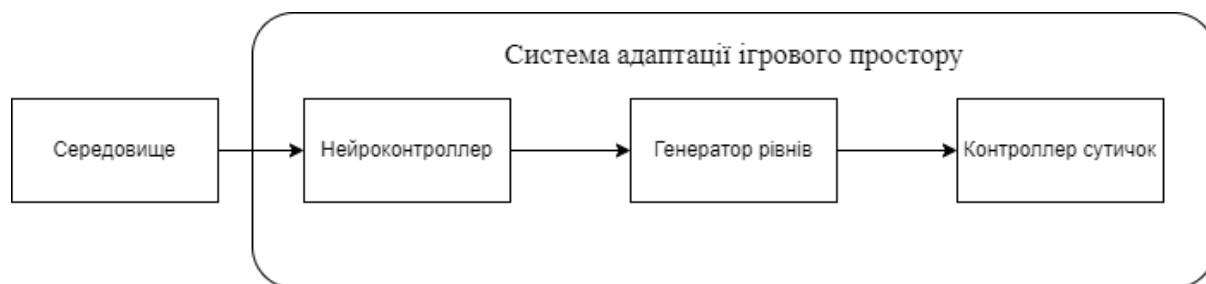 Система адаптації ігрового простору
Середовище
Нейроконтроллер
Генератор рівнів
Контроллер сутичок